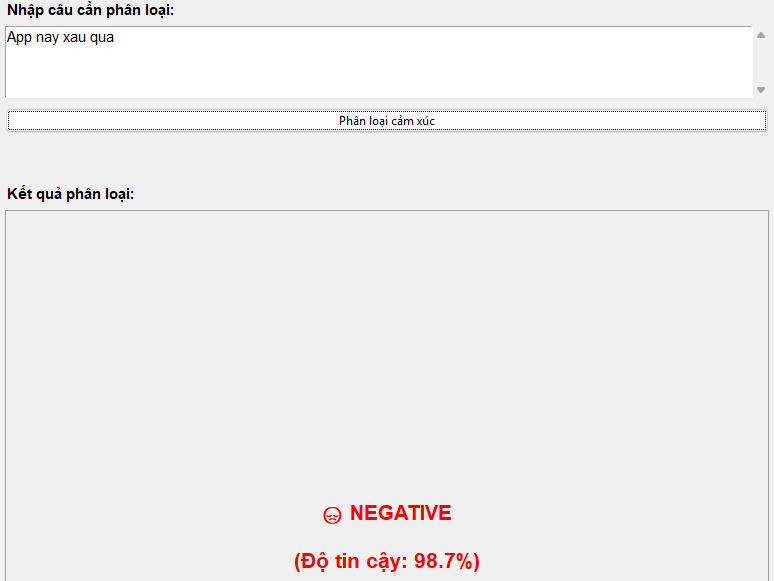 Nhập câu cần phân loại:
App nay xau qua
Phân loại cảm xúc
Kết quả phân loại:
NEGATIVE
(Độ tin cậy: 98.7%)